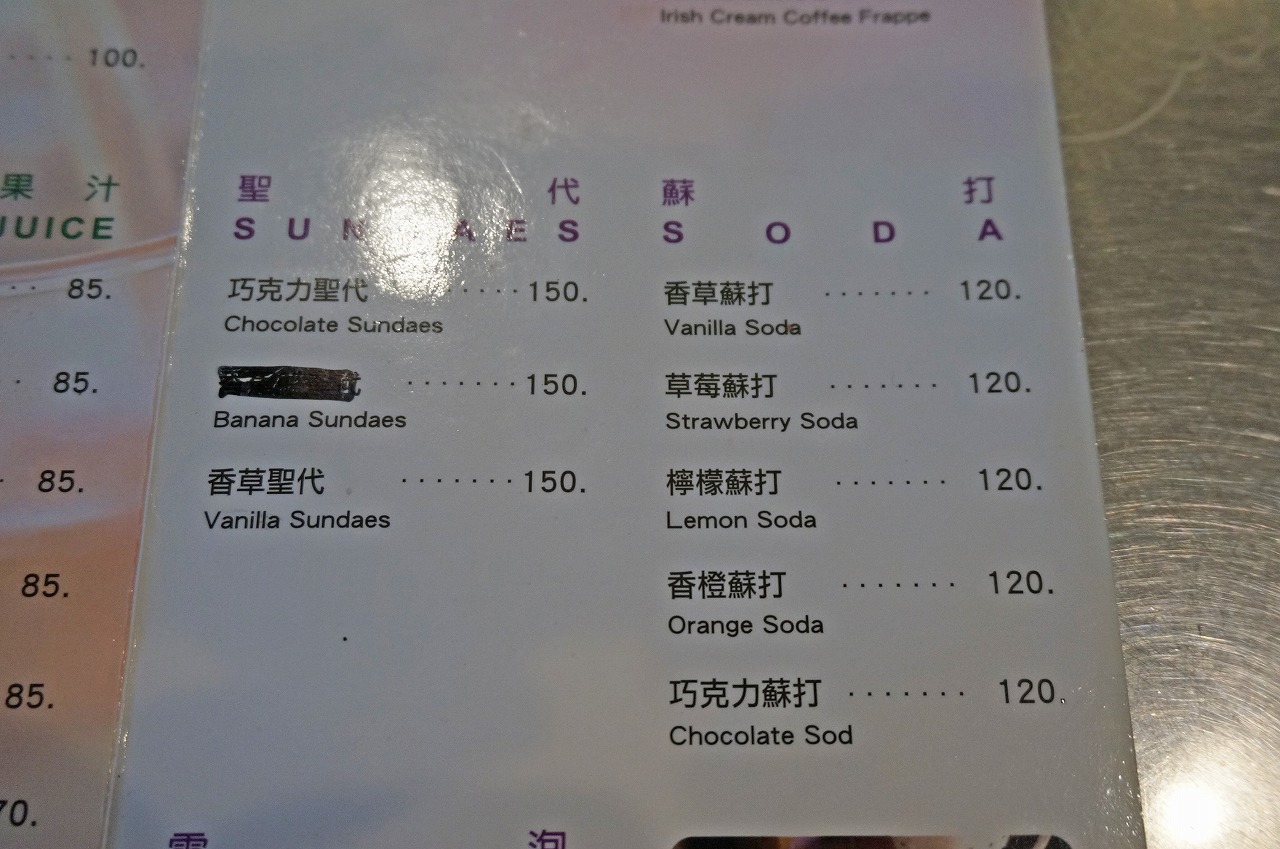 Irish Cream Coffee Frappe
100.
果汁
JUICE
85.
85.
85.
85.
85.
70.
聖代
SUNDAES
巧克力聖代 ········ 150.
Chocolate Sundaes
······· 150.
Banana Sundaes
香草聖代 ······· 150.
Vanilla Sundaes
蘇打
SODA
香草蘇打 ······· 120.
Vanilla Soda
草莓蘇打 ······· 120.
Strawberry Soda
檸檬蘇打 ······· 120.
Lemon Soda
香橙蘇打 ······· 120.
Orange Soda
巧克力蘇打 ······· 120.
Chocolate Sod